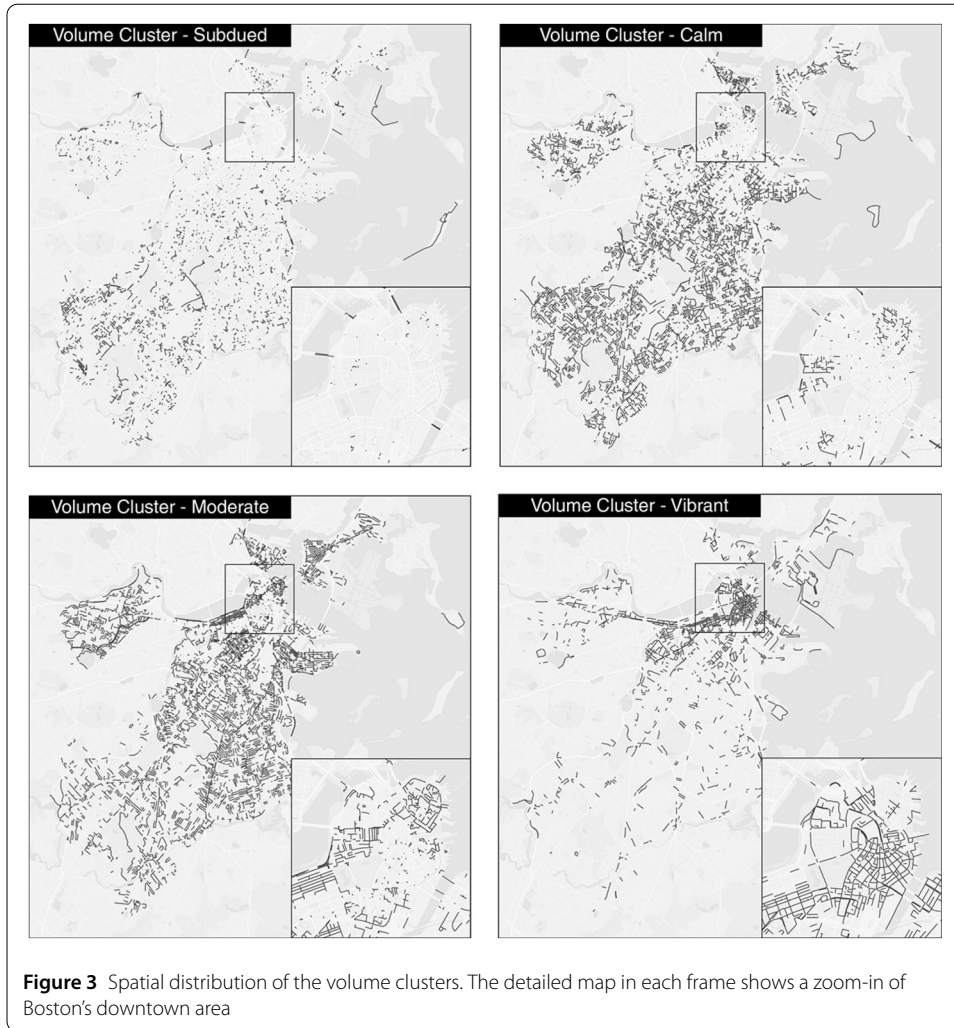 Volume Cluster - Subdued
Volume Cluster - Calm
Volume Cluster - Moderate
Volume Cluster - Vibrant
Figure 3 Spatial distribution of the volume clusters. The detailed map in each frame shows a zoom-in of
Boston's downtown area